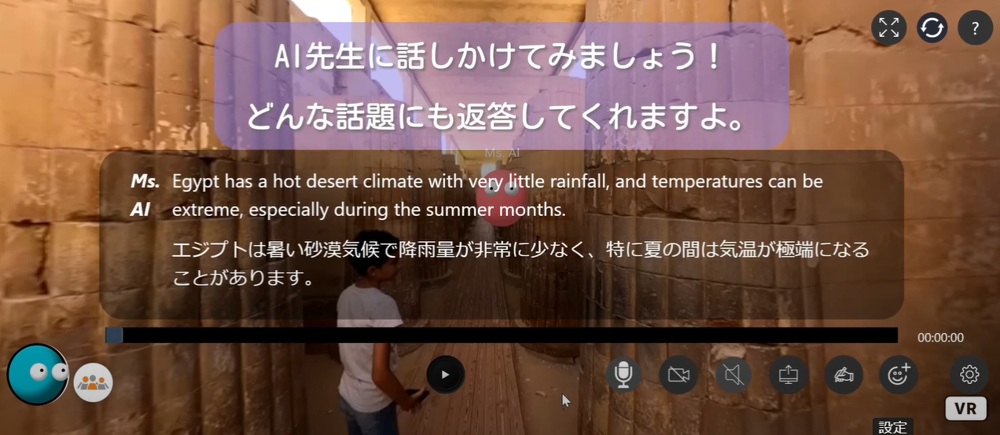 AI先生に話しかけてみましょう！
どんな話題にも返答してくれますよ。
Ms. AI
Ms. Egypt has a hot desert climate with very little rainfall, and temperatures can be
AI extreme, especially during the summer months.
エジプトは暑い砂漠気候で降雨量が非常に少なく、特に夏の間は気温が極端になる
ことがあります。
00:00:00
?
VR
設定